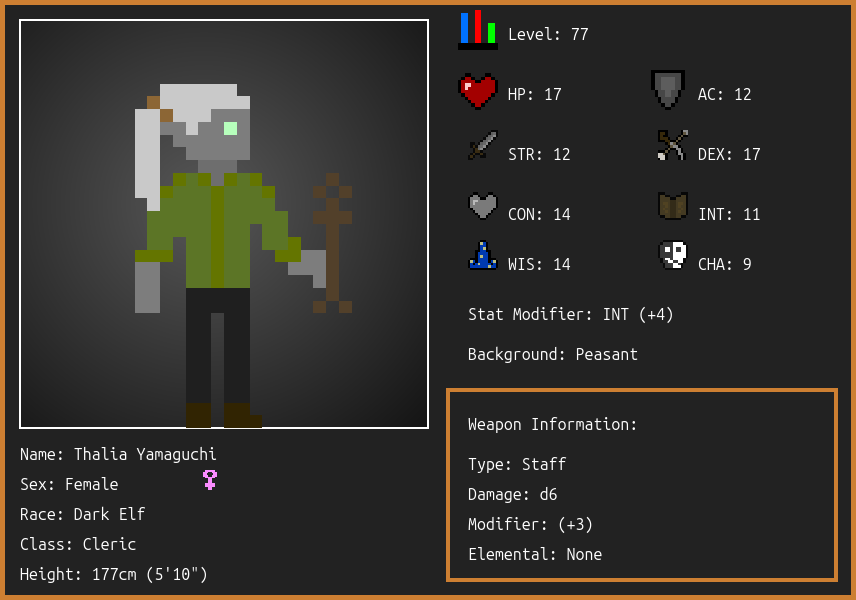 Level: 77
HP: 17
AC: 12
STR: 12
DEX: 17
CON: 14
INT: 11
WIS: 14
CHA: 9
Stat Modifier: INT (+4)
Background: Peasant
Weapon Information:
Type: Staff
Damage: d6
Modifier: (+3)
Elemental: None
Name: Thalia Yamaguchi
Sex: Female
Race: Dark Elf
Class: Cleric
Height: 177cm (5'10")